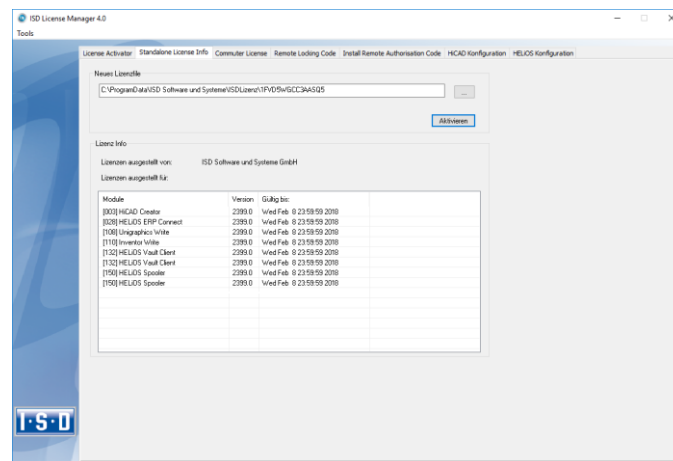 ISD License Manager 4.0
Tools
License Activator Standalone License Info Commuter License Remote Locking Code Install Remote Authorisation Code HiCAD Konfiguration HELiOS Konfiguration
Neues Lizenzfile
C:\ProgramData\ISD Software und Systeme\ISDLizenz\1FVD5WGCC3AASQ5
...
Aktivieren
Lizenz Info
Lizenzen ausgestellt von: ISD Software und Systeme GmbH
Lizenzen ausgestellt für:
Module Version Gültig bis:
[003] HiCAD Creator 2399.0 Wed Feb 8 23:59:59 2018
[028] HELiOS ERP Connect 2399.0 Wed Feb 8 23:59:59 2018
[108] Unigraphics Write 2399.0 Wed Feb 8 23:59:59 2018
[110] Inventor Write 2399.0 Wed Feb 8 23:59:59 2018
[132] HELiOS Vault Client 2399.0 Wed Feb 8 23:59:59 2018
[132] HELiOS Vault Client 2399.0 Wed Feb 8 23:59:59 2018
[150] HELiOS Spooler 2399.0 Wed Feb 8 23:59:59 2018
[150] HELiOS Spooler 2399.0 Wed Feb 8 23:59:59 2018
I·S·D